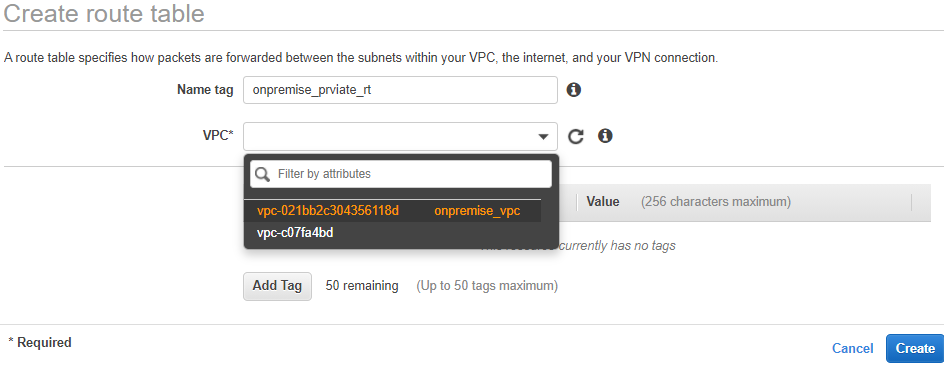 Create route table
A route table specifies how packets are forwarded between the subnets within your VPC, the internet, and your VPN connection.
Name tag onpremise_prviate_rt
VPC*
Filter by attributes
vpc-021bb2c304356118d onpremise_vpc
vpc-c07fa4bd
Value (256 characters maximum)
currently has no tags
Add Tag 50 remaining (Up to 50 tags maximum)
* Required
Cancel Create